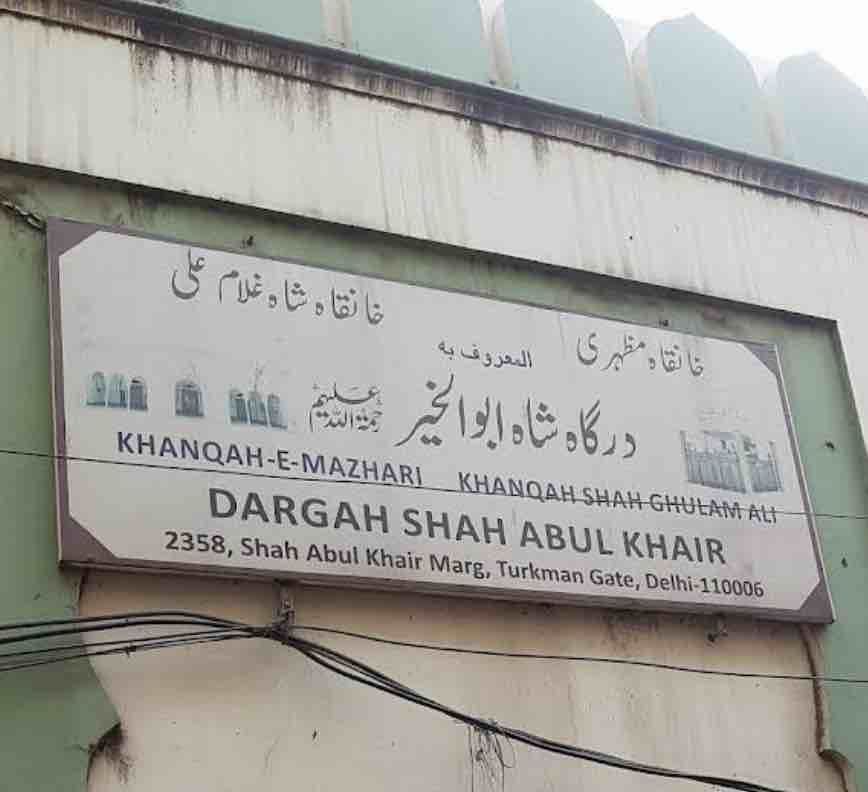 خانقاہ مظہری خانقاہ شاہ غلام علی
المعروف بہ
درگاہ شاہ ابوالخیر رحمۃ اللہ علیہم
KHANQAH-E-MAZHARI KHANQAH SHAH GHULAM ALI
DARGAH SHAH ABUL KHAIR
2358, Shah Abul Khair Marg, Turkman Gate, Delhi-110006